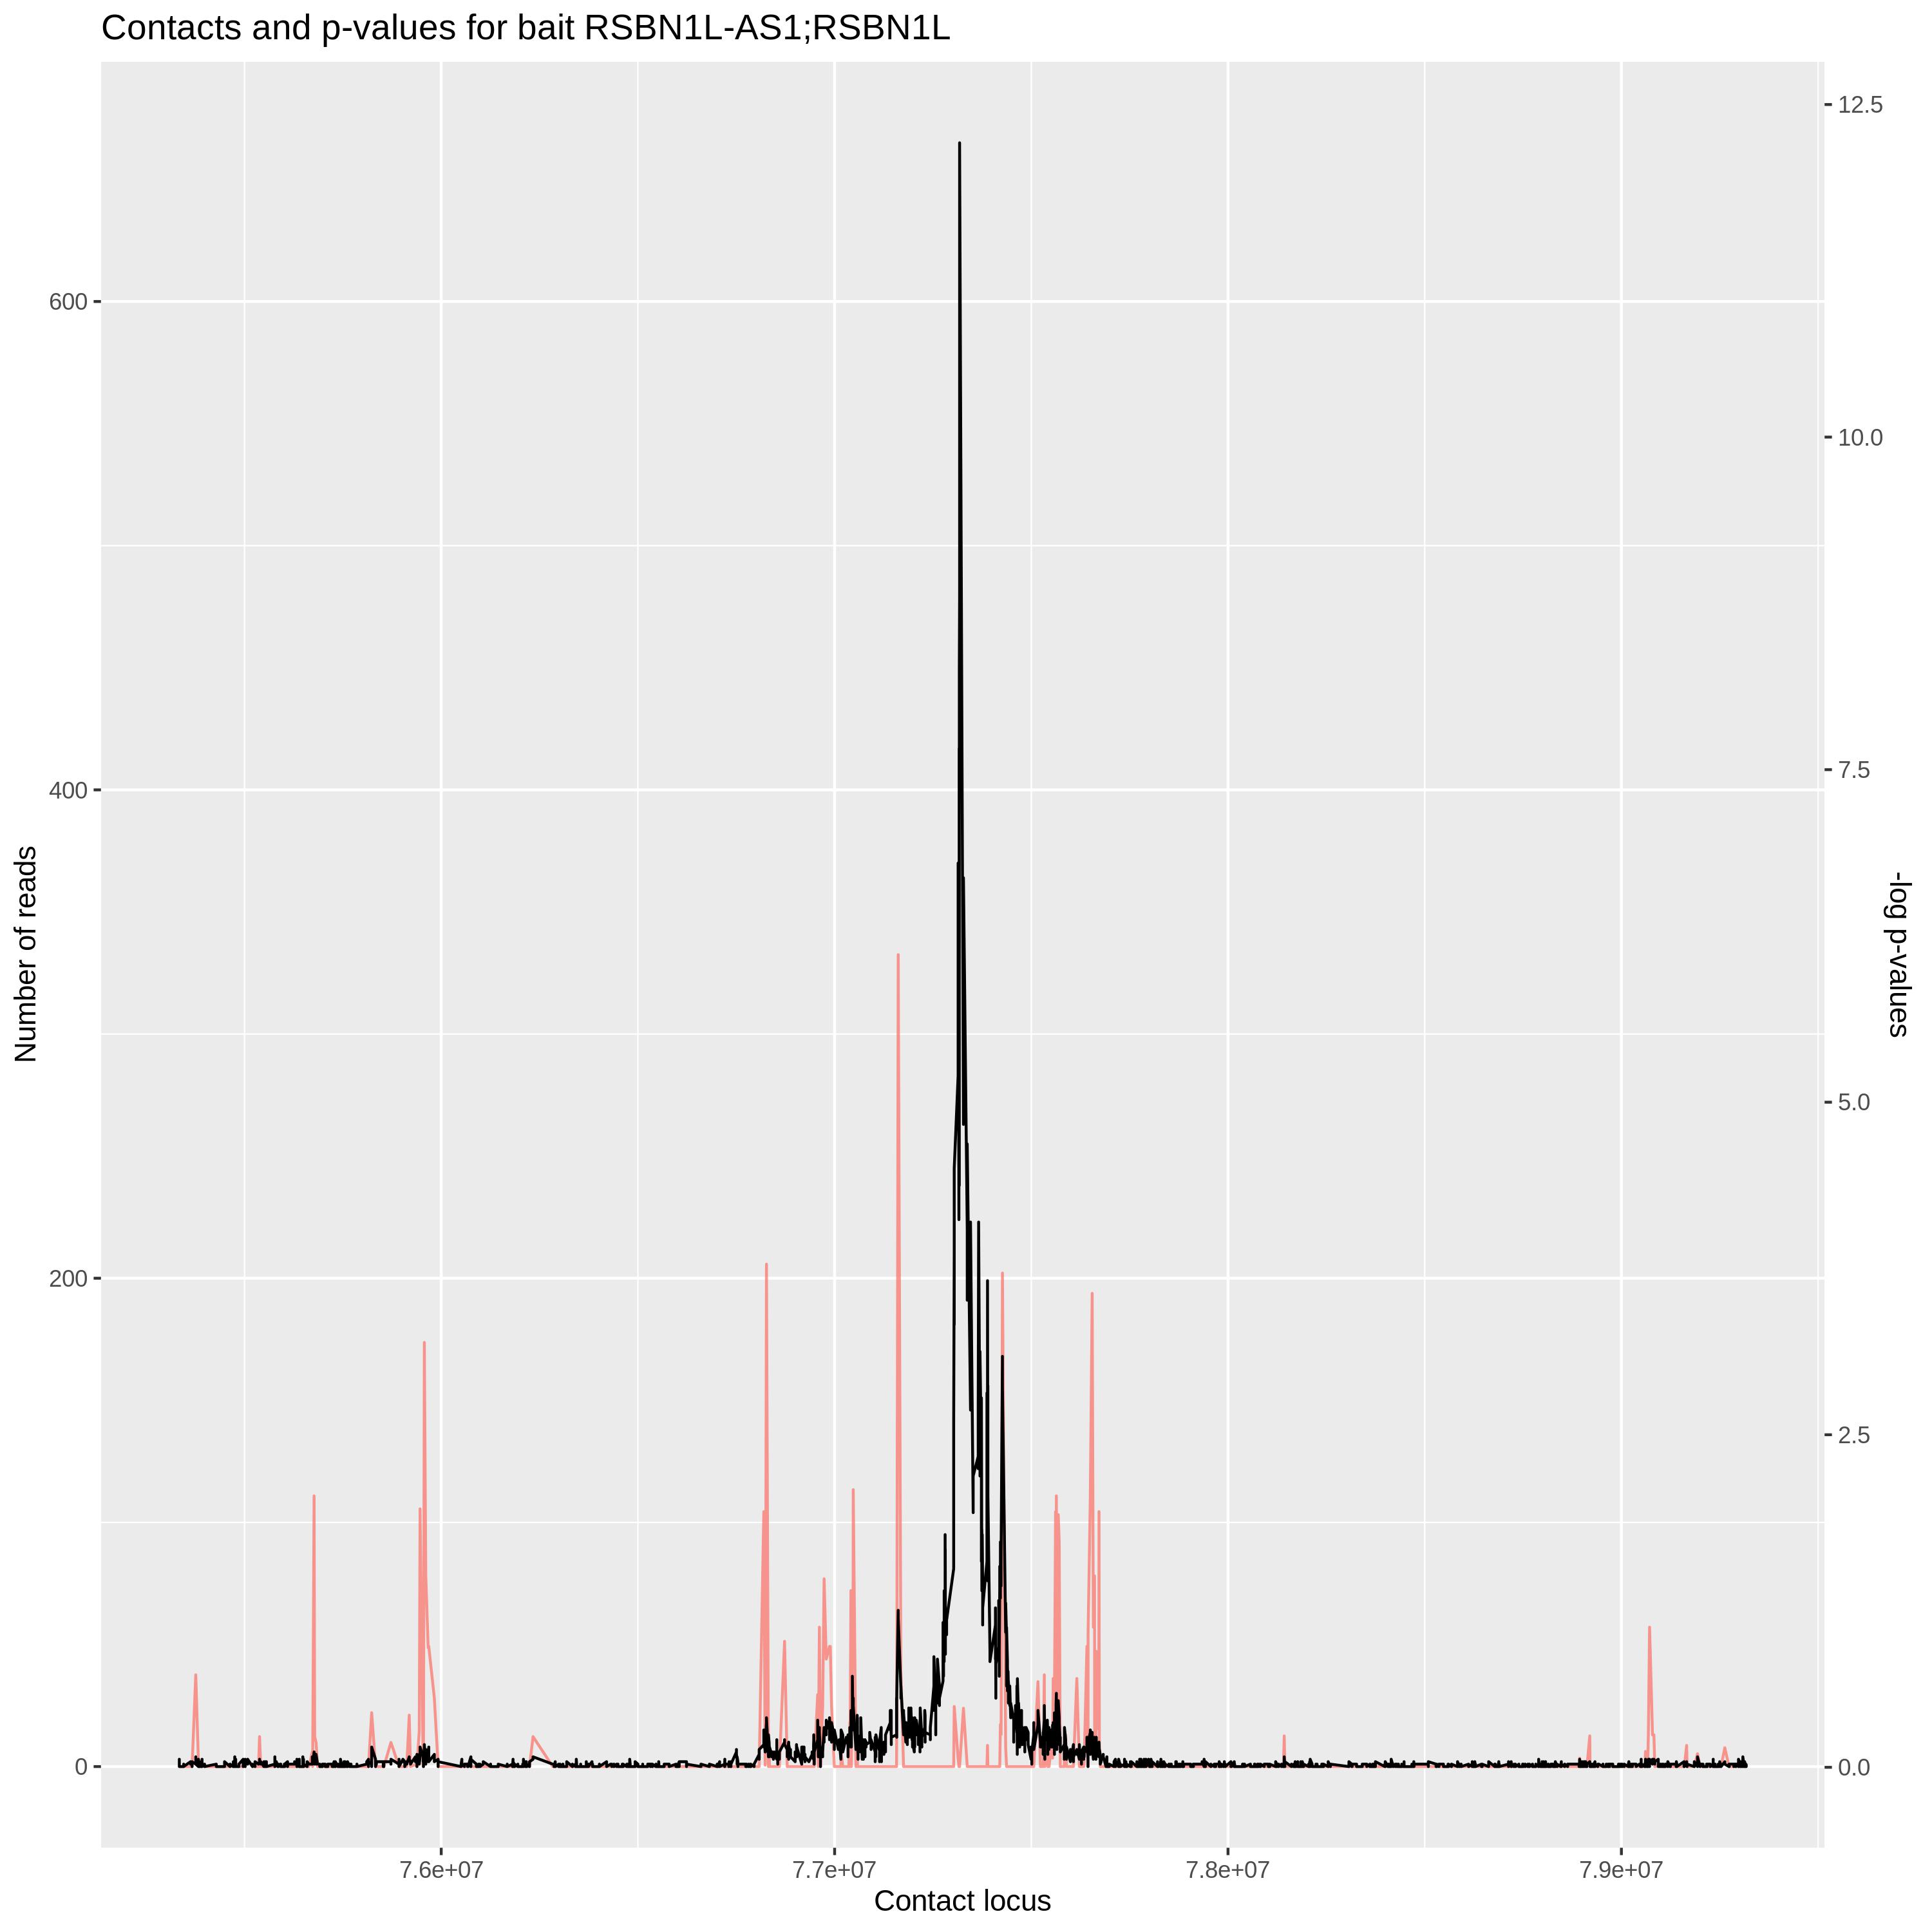 Contacts and p-values for bait RSBN1L-AS1;RSBN1L
12.5
600
10.0
400
7.5
Number of reads
-log p-values
5.0
200
2.5
0
0.0
7.6e+07
7.7e+07
7.8e+07
7.9e+07
Contact locus